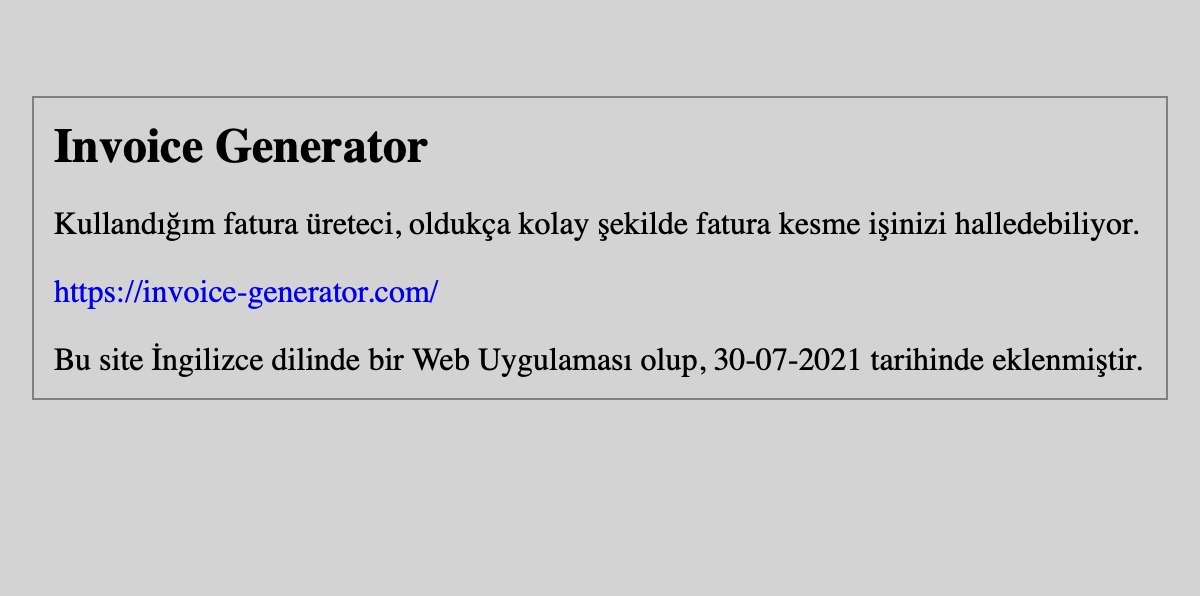 Invoice Generator
Kullandığım fatura üreteci, oldukça kolay şekilde fatura kesme işinizi halledebiliyor.
https://invoice-generator.com/
Bu site İngilizce dilinde bir Web Uygulaması olup, 30-07-2021 tarihinde eklenmiştir.